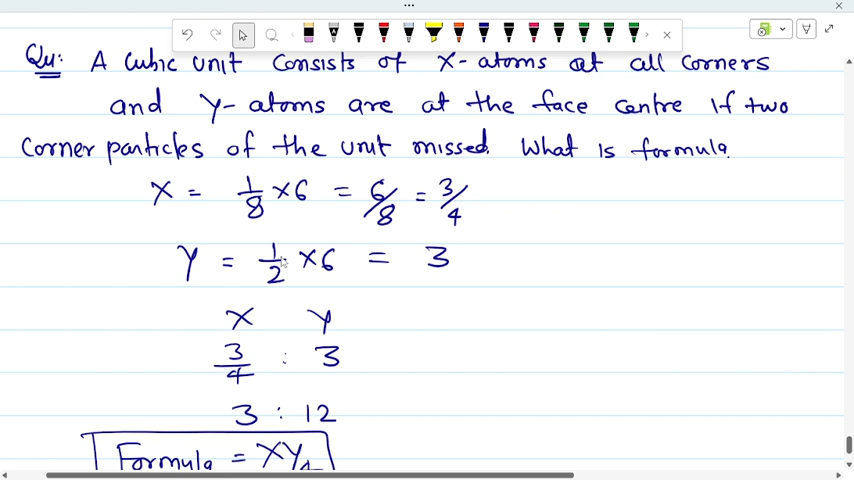 Qu: A Cubic unit consists of X-atoms at all corners
and Y-atoms are at the face centre If two
Corner particles of the unit missed. What is formula.
X = 1/8 × 6 = 6/8 = 3/4
Y = 1/2 × 6 = 3
X Y
3/4 : 3
3 : 12
Formula = XY4